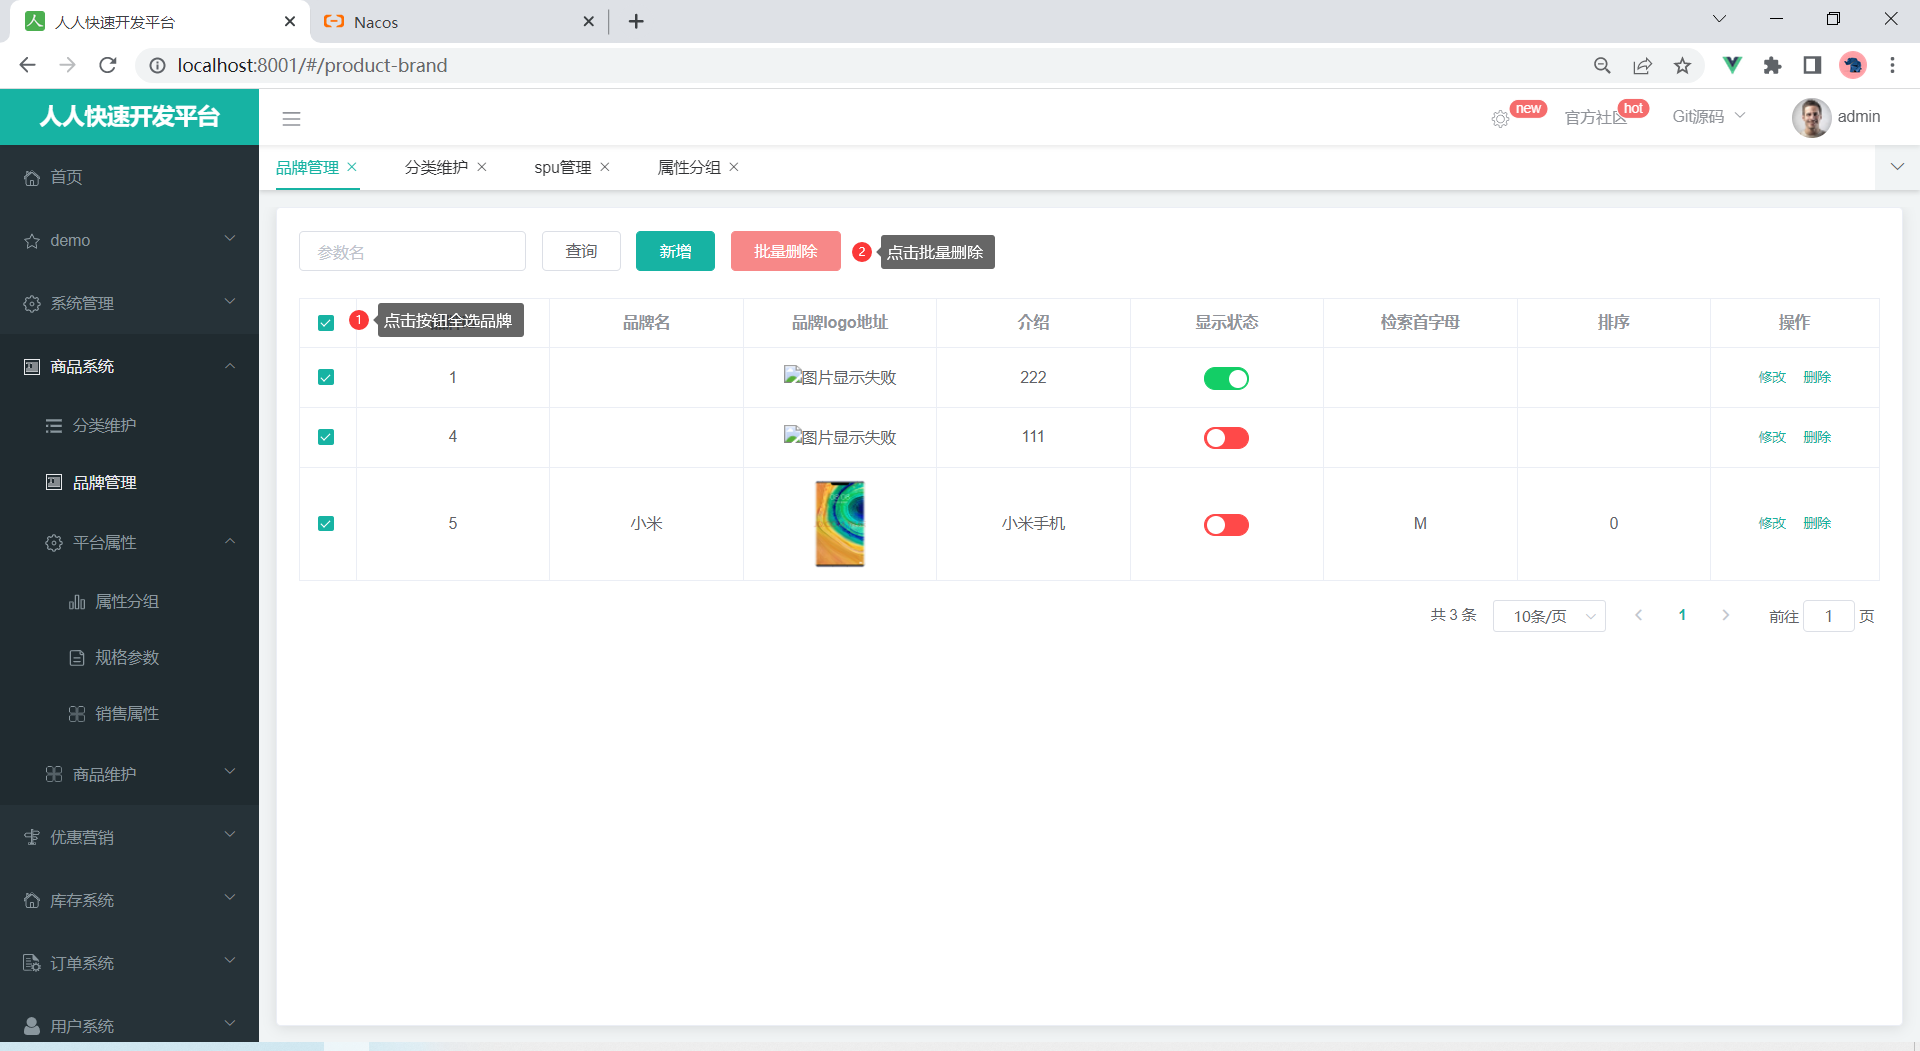 人人快速开发平台
Nacos
localhost:8001/#/product-brand
人人快速开发平台
new
官方社区
hot
Git源码
admin
首页
demo
系统管理
商品系统
分类维护
品牌管理
平台属性
属性分组
规格参数
销售属性
商品维护
优惠营销
库存系统
订单系统
用户系统
品牌管理 分类维护 spu管理 属性分组
参数名 查询 新增 批量删除 2 点击批量删除
1 点击按钮全选品牌 品牌名 品牌logo地址 介绍 显示状态 检索首字母 排序 操作
1 图片显示失败 222 修改 删除
4 图片显示失败 111 修改 删除
5 小米 小米手机 M 0 修改 删除
共 3 条 10条/页 1 前往 1 页